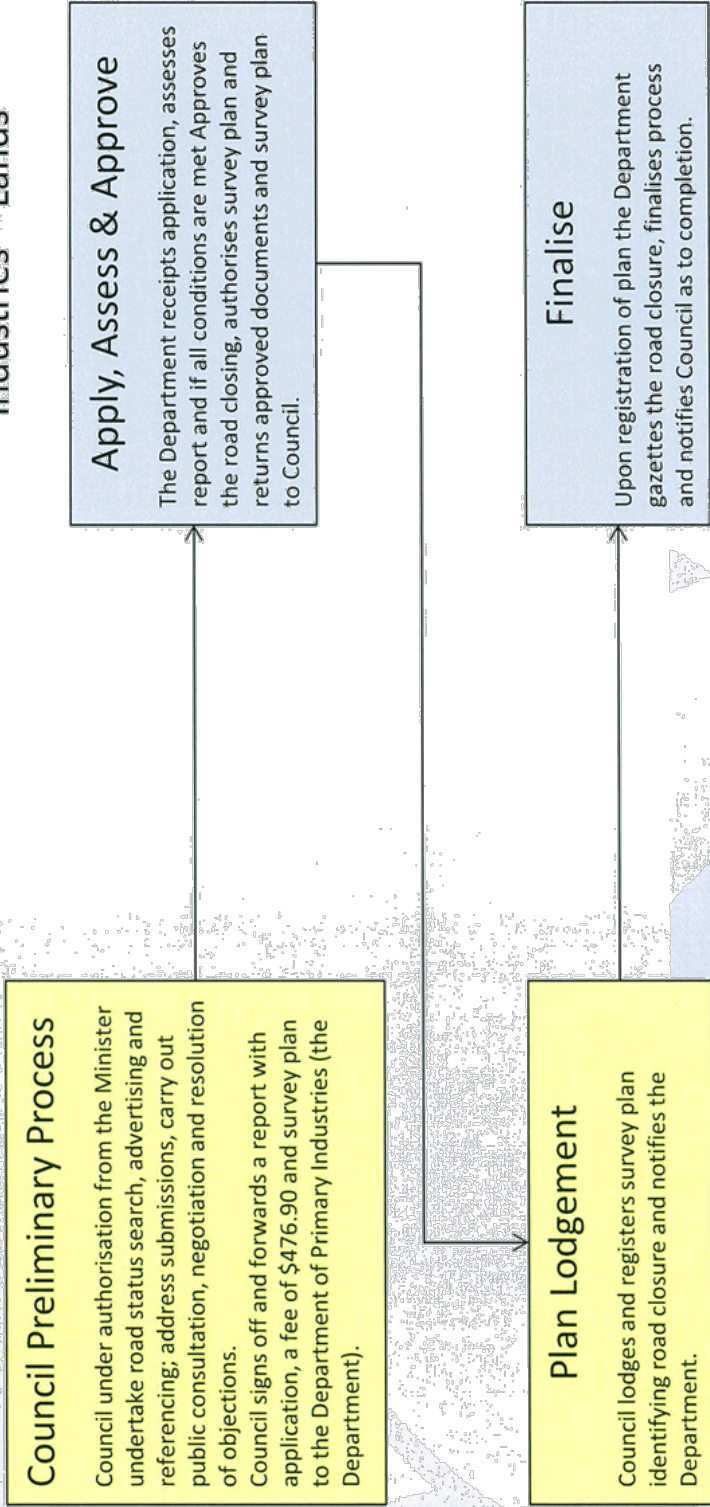 Industries – Lands
Council Preliminary Process
Council under authorisation from the Minister
undertake road status search, advertising and
referencing; address submissions, carry out
public consultation, negotiation and resolution
of objections.
Council signs off and forwards a report with
application, a fee of $476.90 and survey plan
to the Department of Primary Industries (the
Department).
Apply, Assess & Approve
The Department receipts application, assesses
report and if all conditions are met Approves
the road closing, authorises survey plan and
returns approved documents and survey plan
to Council.
Plan Lodgement
Council lodges and registers survey plan
identifying road closure and notifies the
Department.
Finalise
Upon registration of plan the Department
gazettes the road closure, finalises process
and notifies Council as to completion.